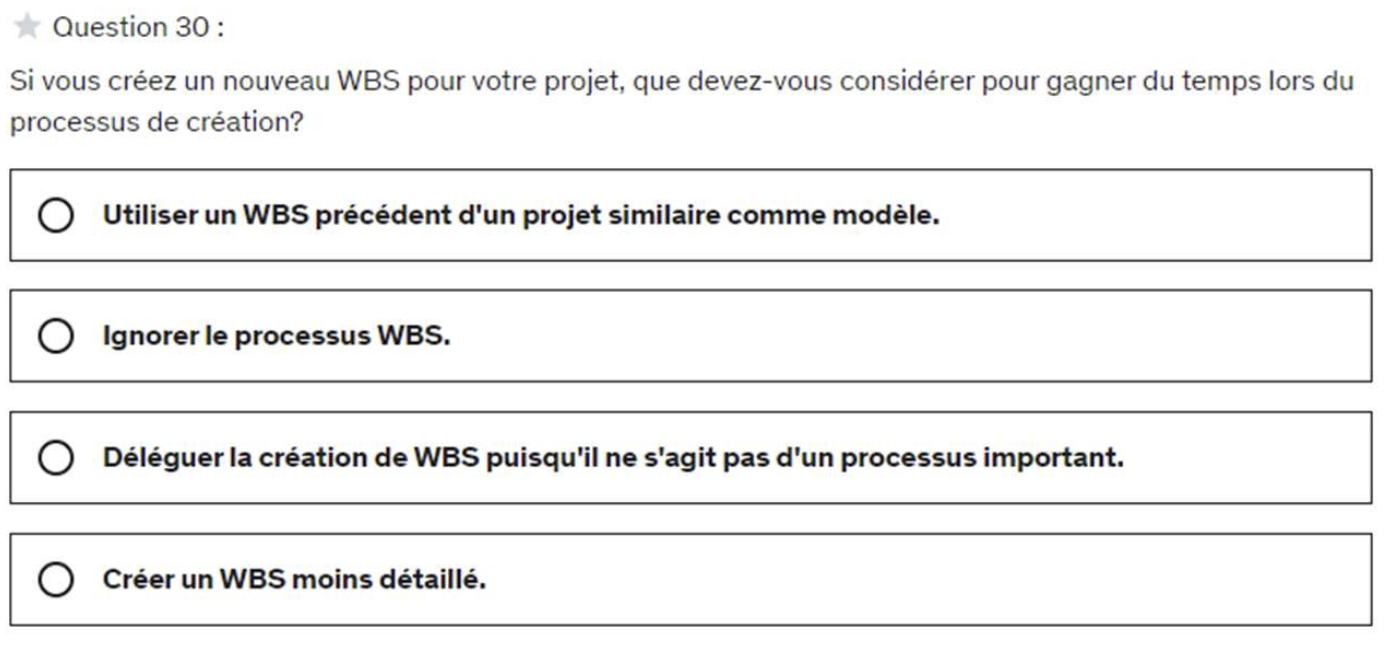 Question 30 :
Si vous créez un nouveau WBS pour votre projet, que devez-vous considérer pour gagner du temps lors du
processus de création?
Utiliser un WBS précédent d'un projet similaire comme modèle.
Ignorer le processus WBS.
Déléguer la création de WBS puisqu'il ne s'agit pas d'un processus important.
Créer un WBS moins détaillé.